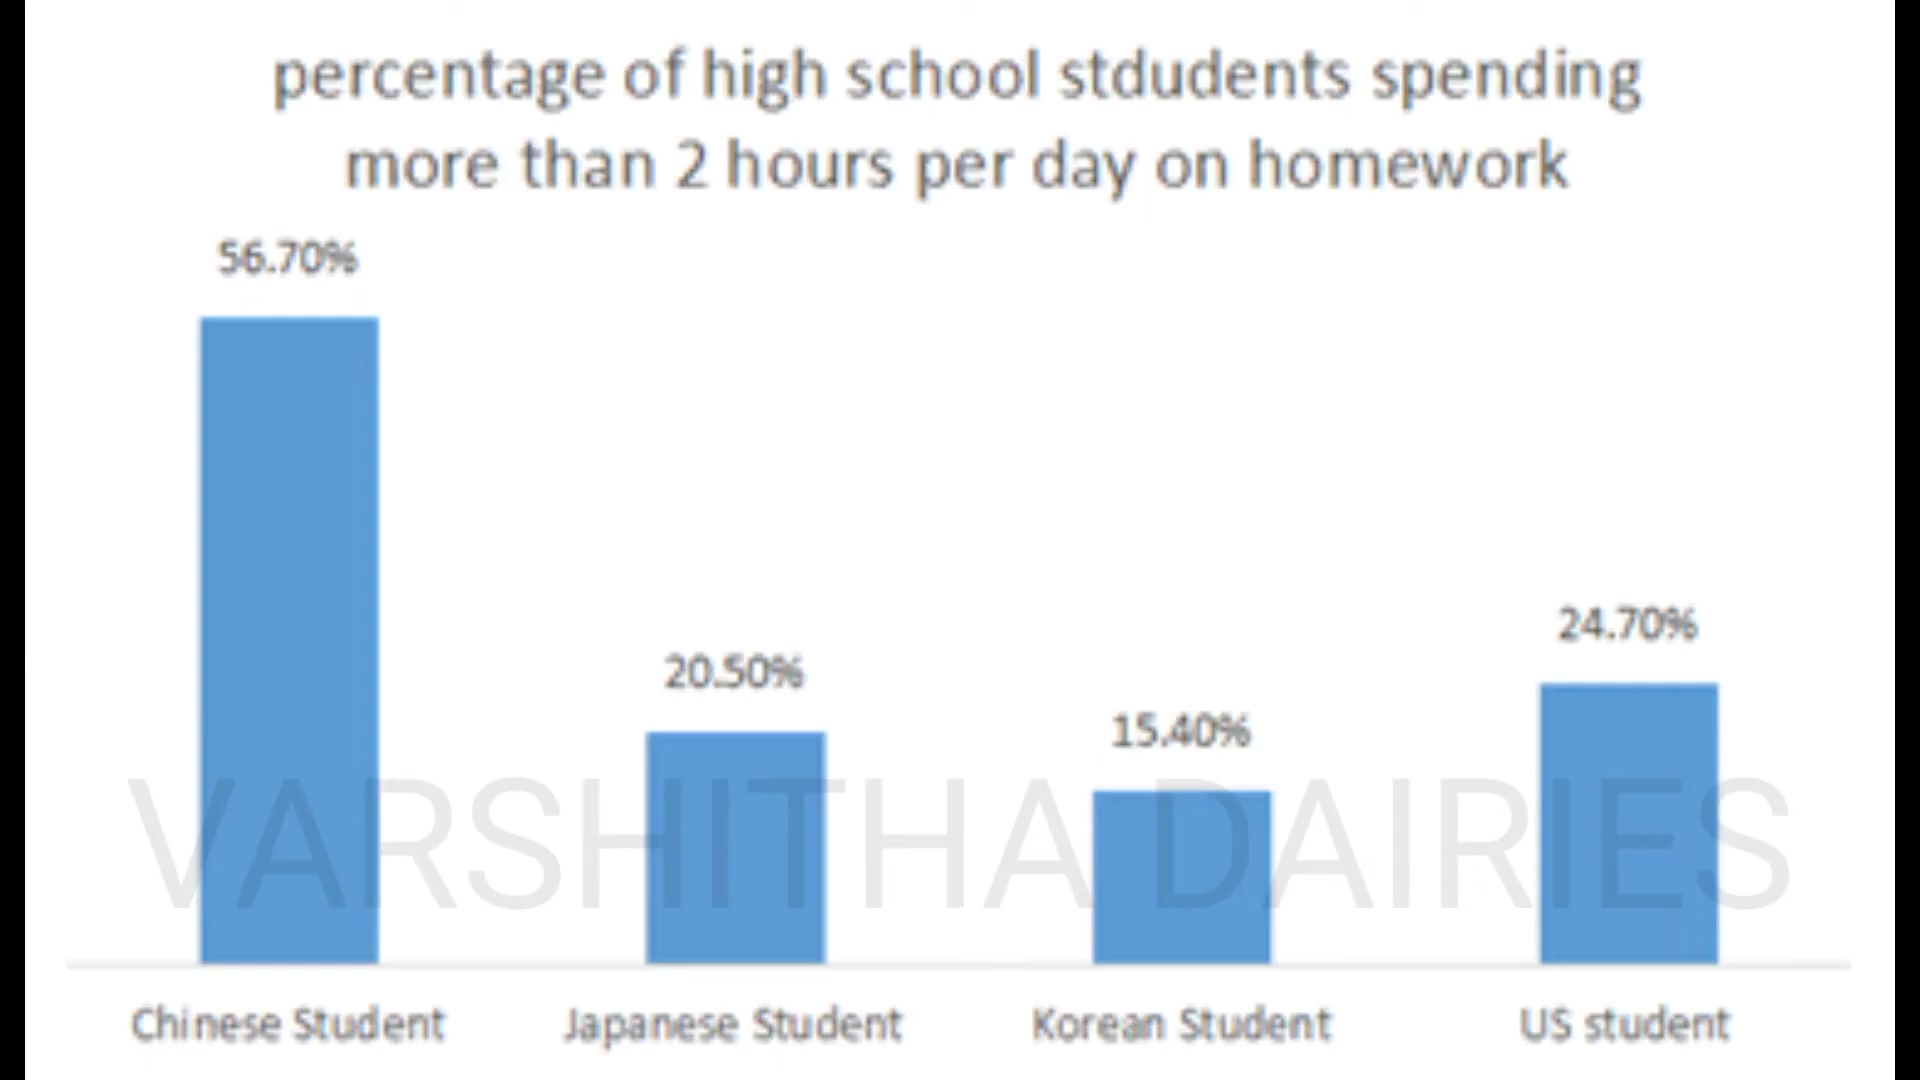 percentage of high school stdudents spending
more than 2 hours per day on homework
56.70%
20.50%
15.40%
24.70%
VARSHITHA DAIRIES
Chinese Student
Japanese Student
Korean Student
US student